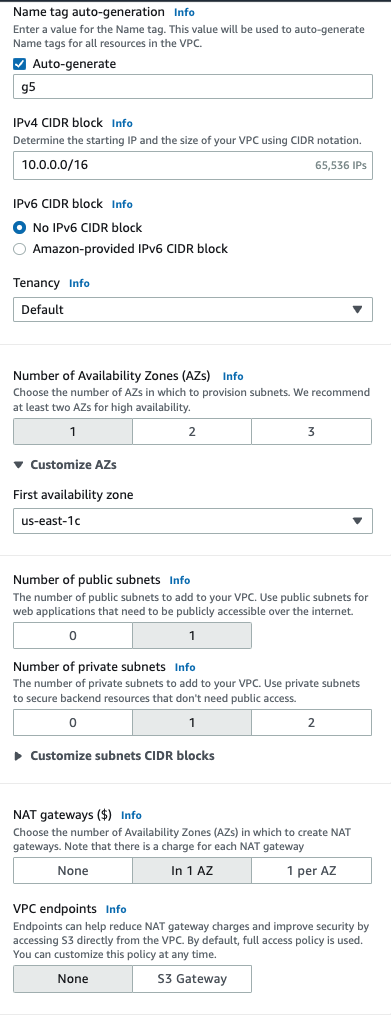 Name tag auto-generation Info
Enter a value for the Name tag. This value will be used to auto-generate
Name tags for all resources in the VPC.
Auto-generate
g5
IPv4 CIDR block Info
Determine the starting IP and the size of your VPC using CIDR notation.
10.0.0.0/16 65,536 IPs
IPv6 CIDR block Info
No IPv6 CIDR block
Amazon-provided IPv6 CIDR block
Tenancy Info
Default
Number of Availability Zones (AZs) Info
Choose the number of AZs in which to provision subnets. We recommend
at least two AZs for high availability.
1 2 3
Customize AZs
First availability zone
us-east-1c
Number of public subnets Info
The number of public subnets to add to your VPC. Use public subnets for
web applications that need to be publicly accessible over the internet.
0 1
Number of private subnets Info
The number of private subnets to add to your VPC. Use private subnets
to secure backend resources that don't need public access.
0 1 2
Customize subnets CIDR blocks
NAT gateways ($) Info
Choose the number of Availability Zones (AZs) in which to create NAT
gateways. Note that there is a charge for each NAT gateway
None In 1 AZ 1 per AZ
VPC endpoints Info
Endpoints can help reduce NAT gateway charges and improve security by
accessing S3 directly from the VPC. By default, full access policy is used.
You can customize this policy at any time.
None S3 Gateway